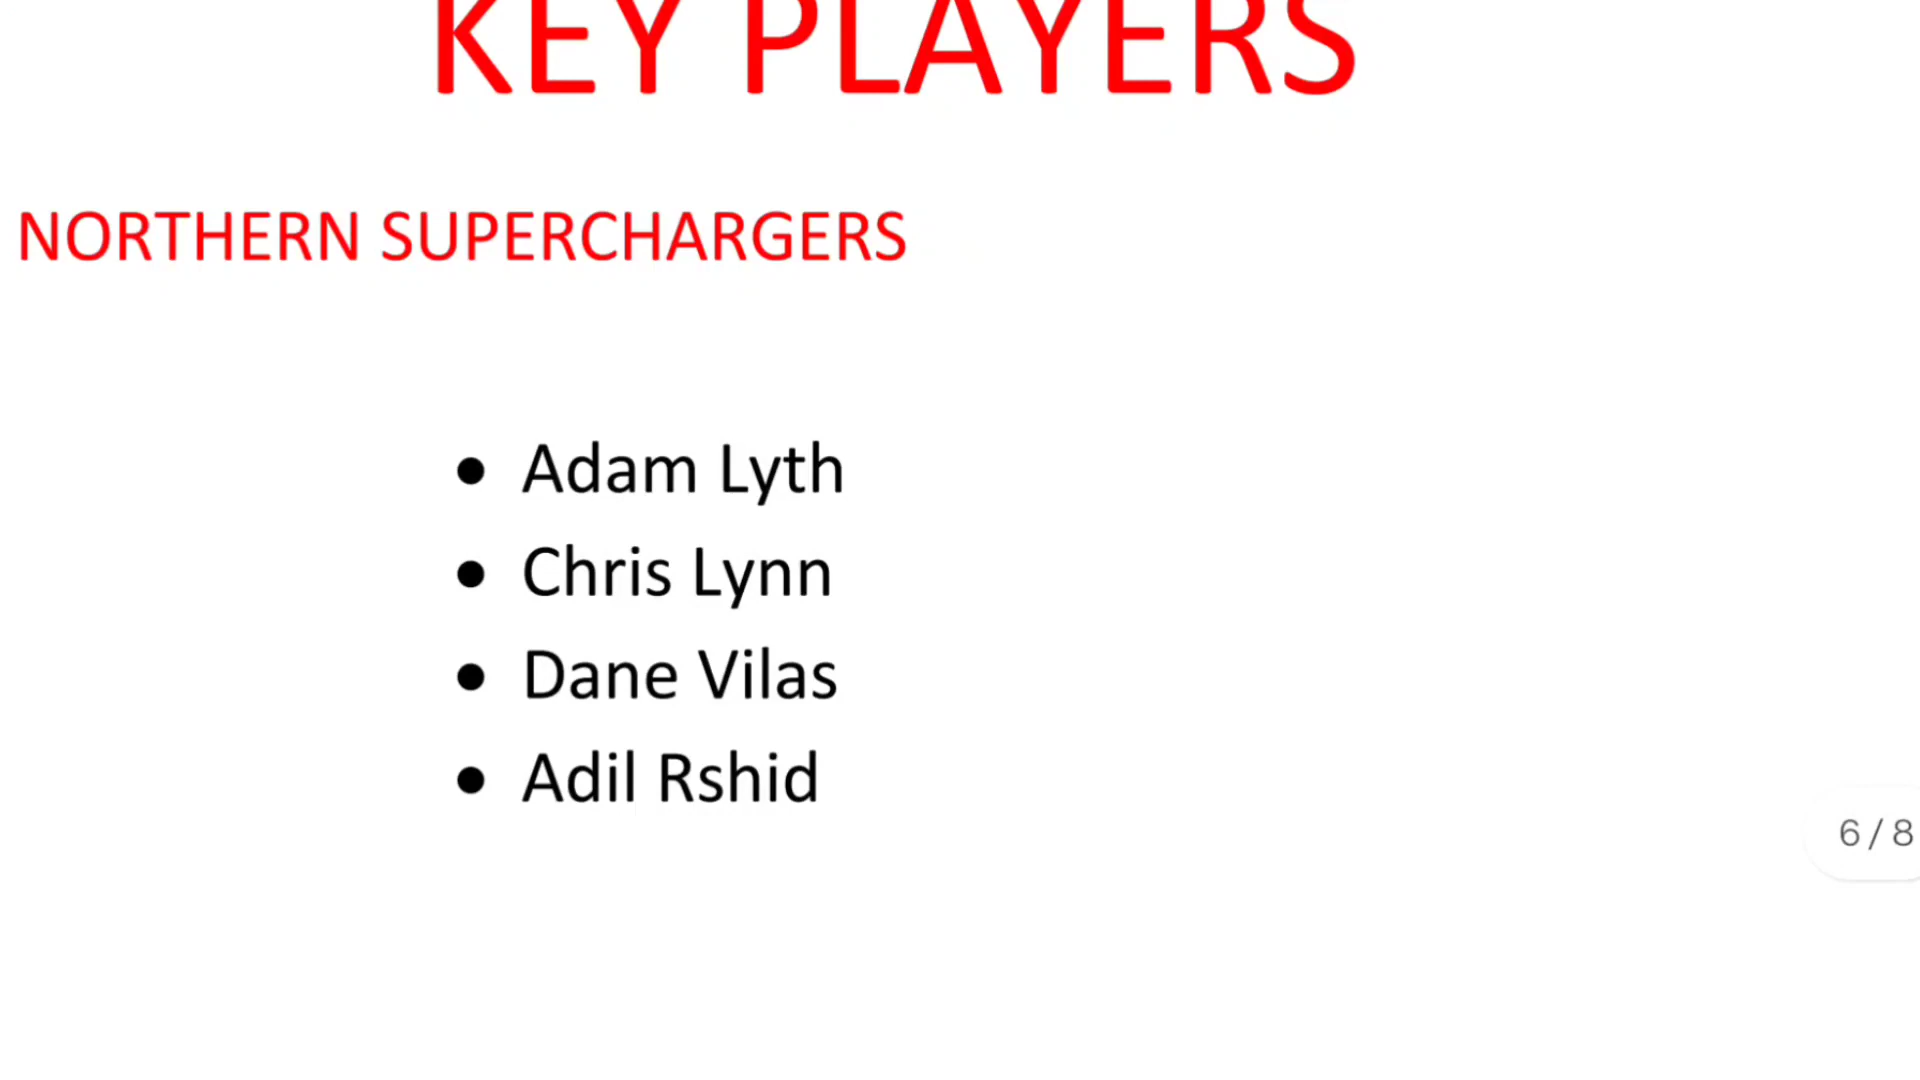 KEY PLAYERS
NORTHERN SUPERCHARGERS
• Adam Lyth
• Chris Lynn
• Dane Vilas
• Adil Rshid
6 / 8